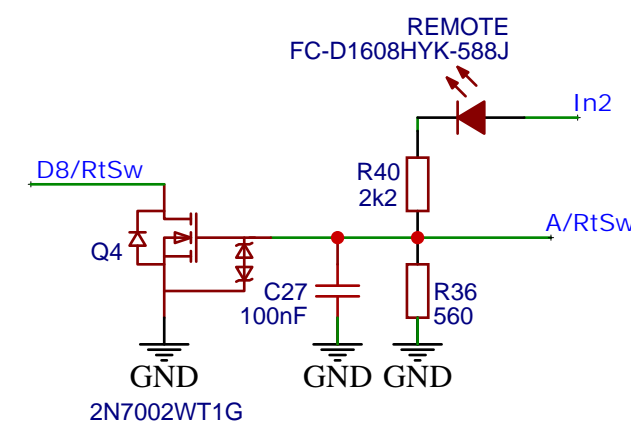 REMOTE
FC-D1608HYK-588J
In2
D8/RtSw
R40
2k2
A/RtSw
Q4
C27
100nF
R36
560
GND
GND
GND
2N7002WT1G